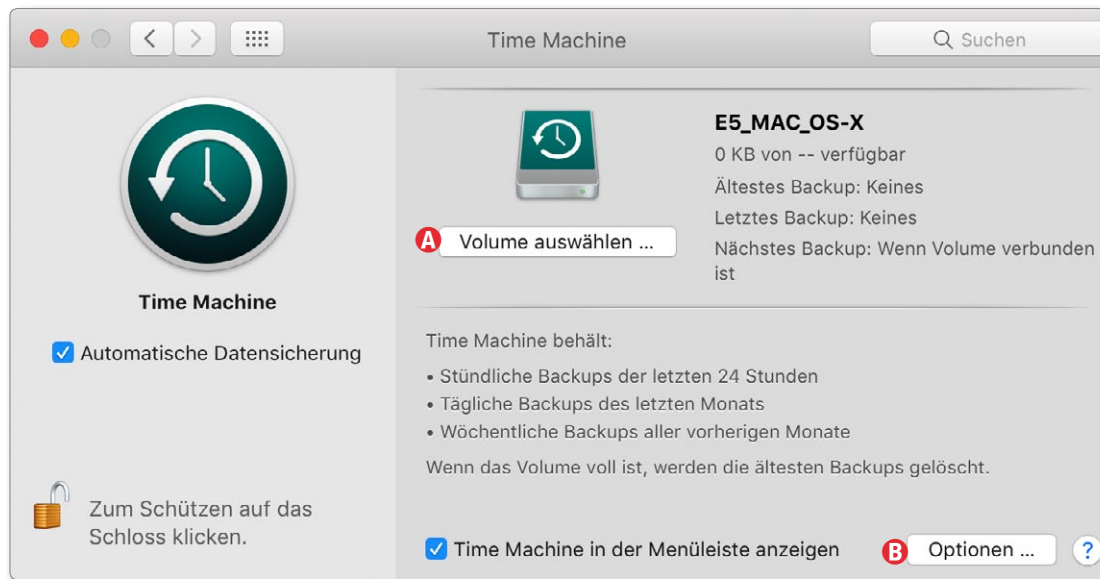 Time Machine
Suchen
Time Machine
Automatische Datensicherung
Zum Schützen auf das
Schloss klicken.
E5_MAC_OS-X
0 KB von -- verfügbar
Ältestes Backup: Keines
Letztes Backup: Keines
Nächstes Backup: Wenn Volume verbunden
ist
A Volume auswählen ...
Time Machine behält:
• Stündliche Backups der letzten 24 Stunden
• Tägliche Backups des letzten Monats
• Wöchentliche Backups aller vorherigen Monate
Wenn das Volume voll ist, werden die ältesten Backups gelöscht.
Time Machine in der Menüleiste anzeigen
B Optionen ... ?